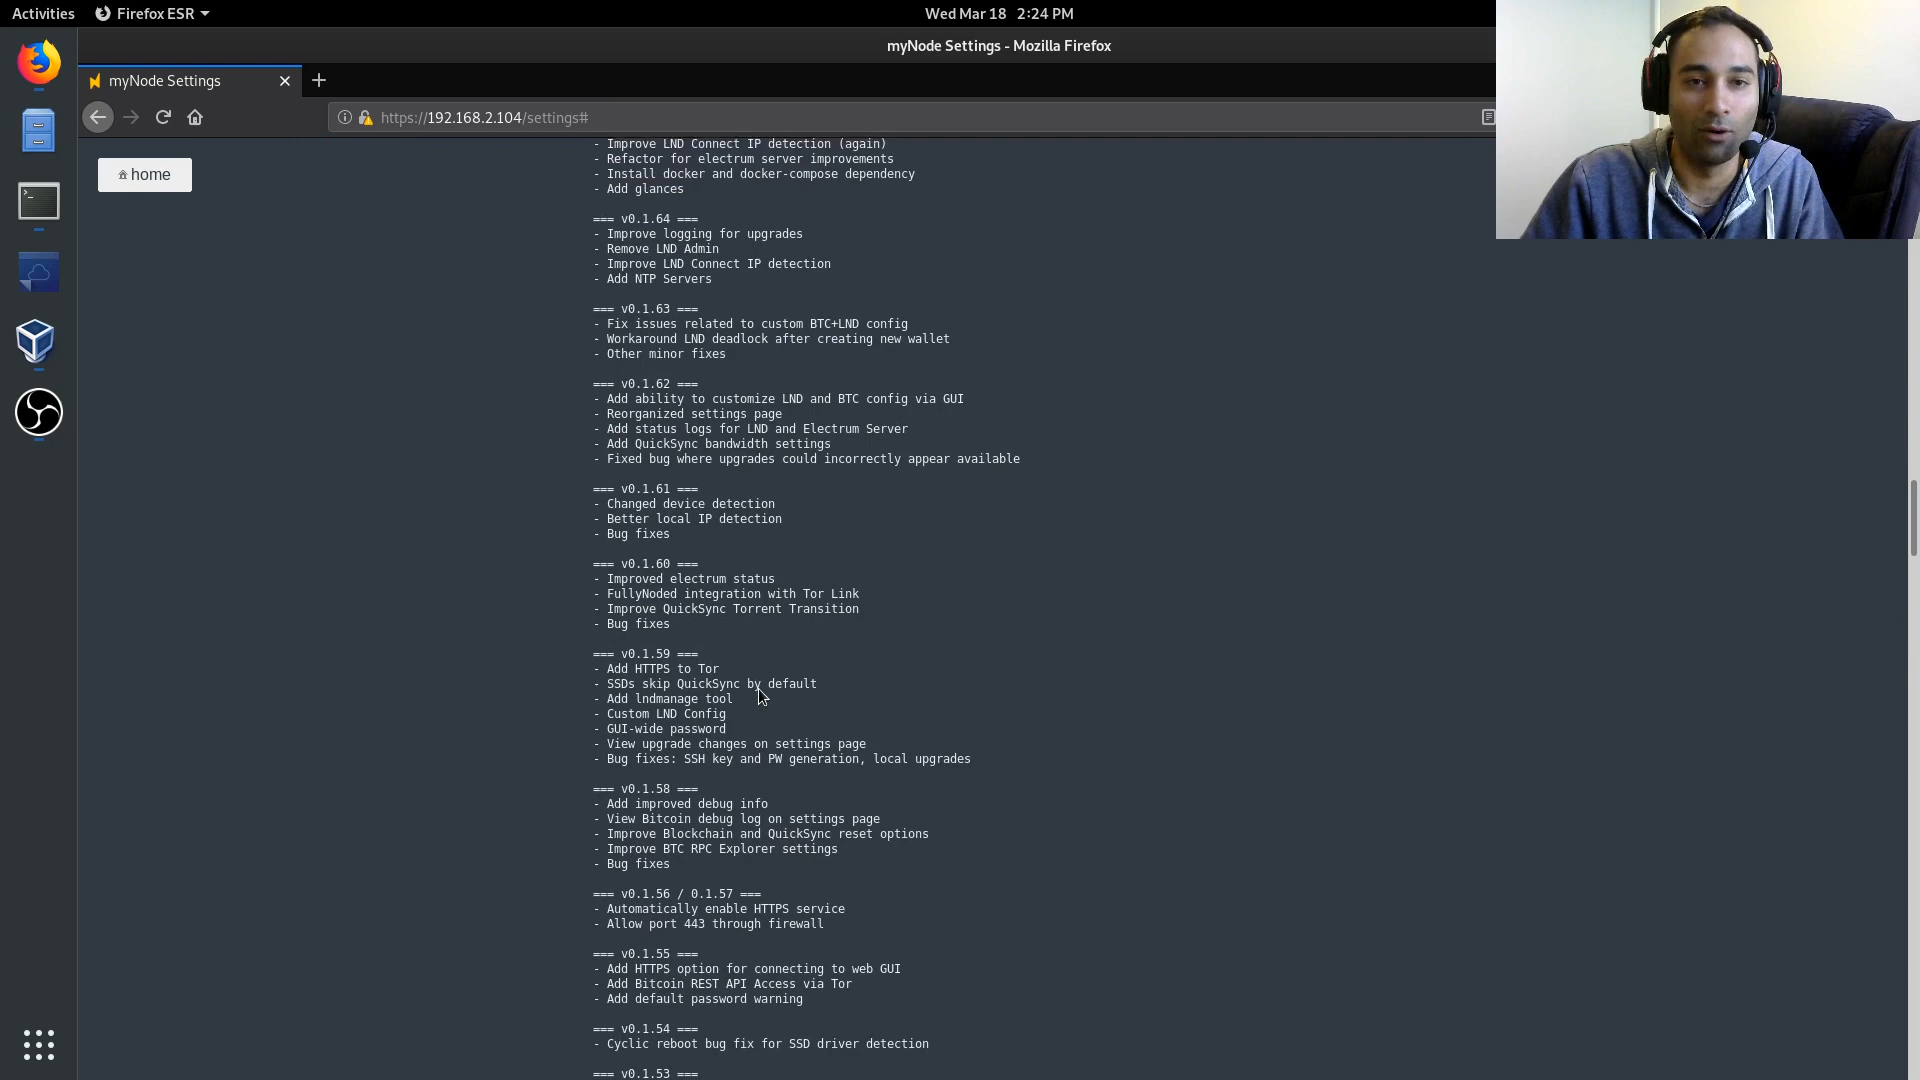 Activities
Firefox ESR
Wed Mar 18 2:24 PM
myNode Settings - Mozilla Firefox
myNode Settings
https://192.168.2.104/settings#
home
- Improve LND Connect IP detection (again)
- Refactor for electrum server improvements
- Install docker and docker-compose dependency
- Add glances
=== v0.1.64 ===
- Improve logging for upgrades
- Remove LND Admin
- Improve LND Connect IP detection
- Add NTP Servers
=== v0.1.63 ===
- Fix issues related to custom BTC+LND config
- Workaround LND deadlock after creating new wallet
- Other minor fixes
=== v0.1.62 ===
- Add ability to customize LND and BTC config via GUI
- Reorganized settings page
- Add status logs for LND and Electrum Server
- Add QuickSync bandwidth settings
- Fixed bug where upgrades could incorrectly appear available
=== v0.1.61 ===
- Changed device detection
- Better local IP detection
- Bug fixes
=== v0.1.60 ===
- Improved electrum status
- FullyNoded integration with Tor Link
- Improve QuickSync Torrent Transition
- Bug fixes
=== v0.1.59 ===
- Add HTTPS to Tor
- SSDs skip QuickSync by default
- Add lndmanage tool
- Custom LND Config
- GUI-wide password
- View upgrade changes on settings page
- Bug fixes: SSH key and PW generation, local upgrades
=== v0.1.58 ===
- Add improved debug info
- View Bitcoin debug log on settings page
- Improve Blockchain and QuickSync reset options
- Improve BTC RPC Explorer settings
- Bug fixes
=== v0.1.56 / 0.1.57 ===
- Automatically enable HTTPS service
- Allow port 443 through firewall
=== v0.1.55 ===
- Add HTTPS option for connecting to web GUI
- Add Bitcoin REST API Access via Tor
- Add default password warning
=== v0.1.54 ===
- Cyclic reboot bug fix for SSD driver detection
=== v0.1.53 ===